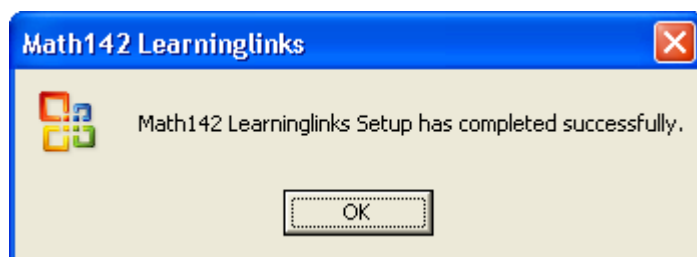 Math142 Learninglinks
Math142 Learninglinks Setup has completed successfully.
OK